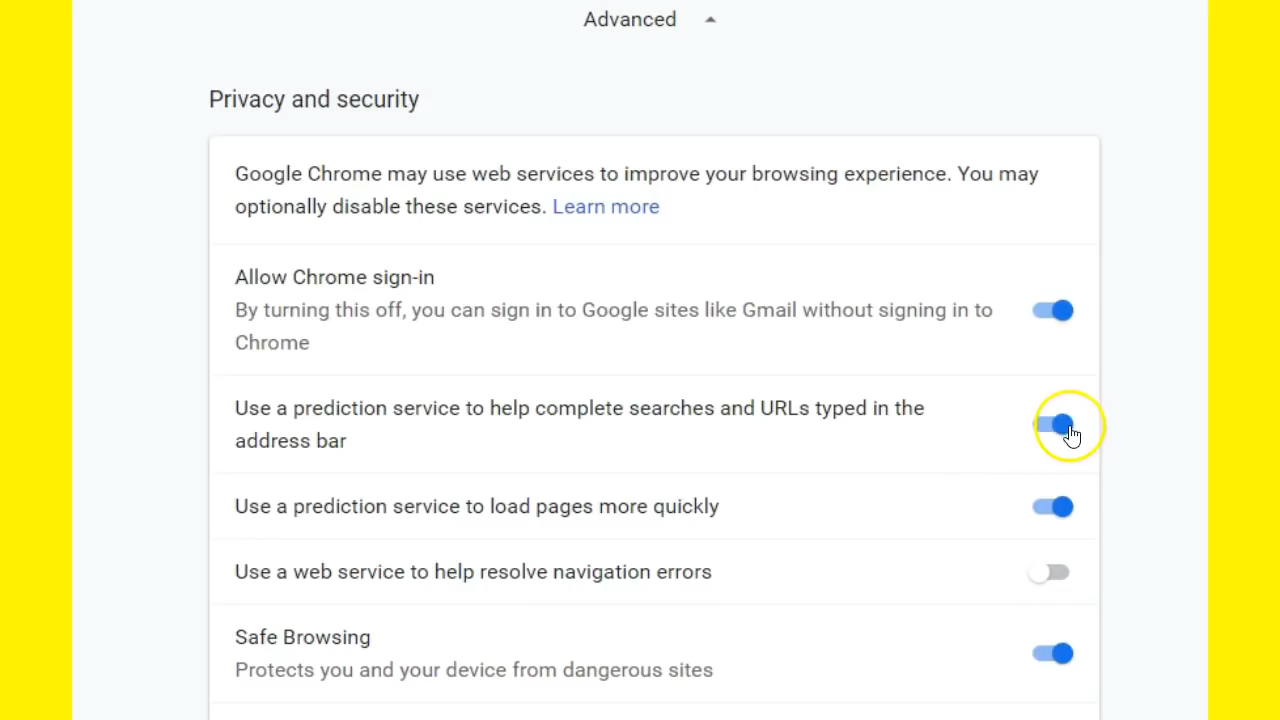 Advanced
Privacy and security
Google Chrome may use web services to improve your browsing experience. You may
optionally disable these services. Learn more
Allow Chrome sign-in
By turning this off, you can sign in to Google sites like Gmail without signing in to
Chrome
Use a prediction service to help complete searches and URLs typed in the
address bar
Use a prediction service to load pages more quickly
Use a web service to help resolve navigation errors
Safe Browsing
Protects you and your device from dangerous sites